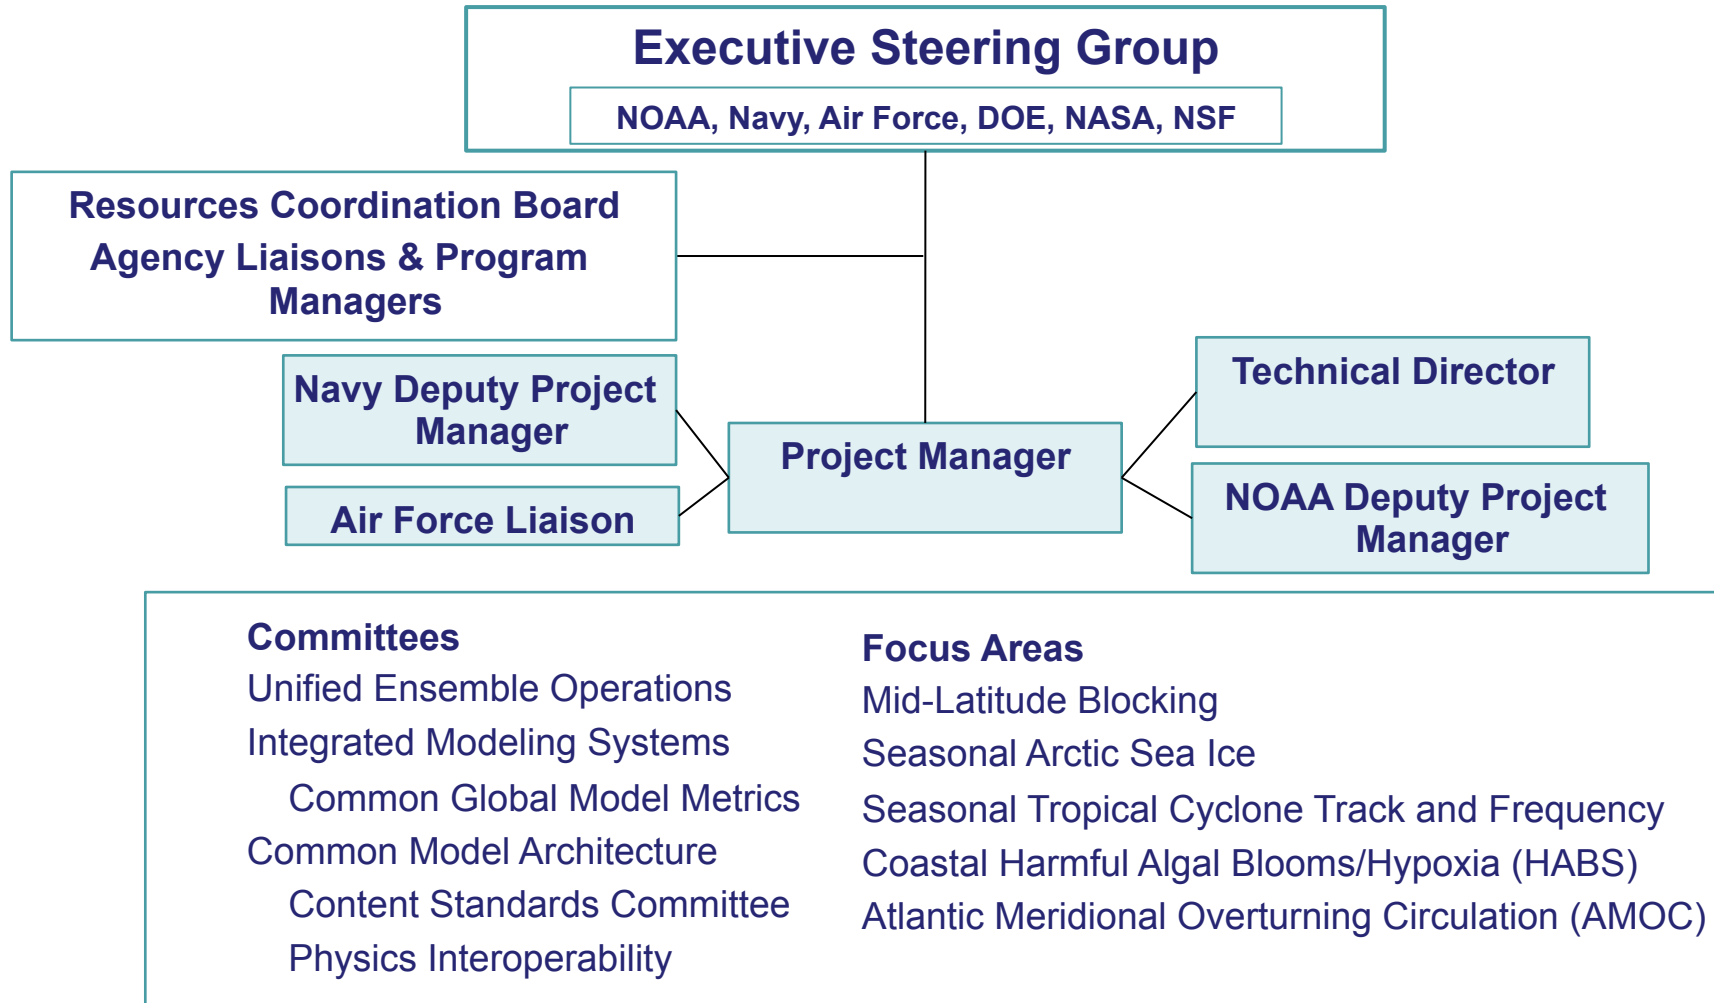 Executive Steering Group
NOAA, Navy, Air Force, DOE, NASA, NSF
Resources Coordination Board
Agency Liaisons & Program
Managers
Navy Deputy Project
Manager
Air Force Liaison
Project Manager
Technical Director
NOAA Deputy Project
Manager
Committees
Unified Ensemble Operations
Integrated Modeling Systems
Common Global Model Metrics
Common Model Architecture
Content Standards Committee
Physics Interoperability
Focus Areas
Mid-Latitude Blocking
Seasonal Arctic Sea Ice
Seasonal Tropical Cyclone Track and Frequency
Coastal Harmful Algal Blooms/Hypoxia (HABS)
Atlantic Meridional Overturning Circulation (AMOC)